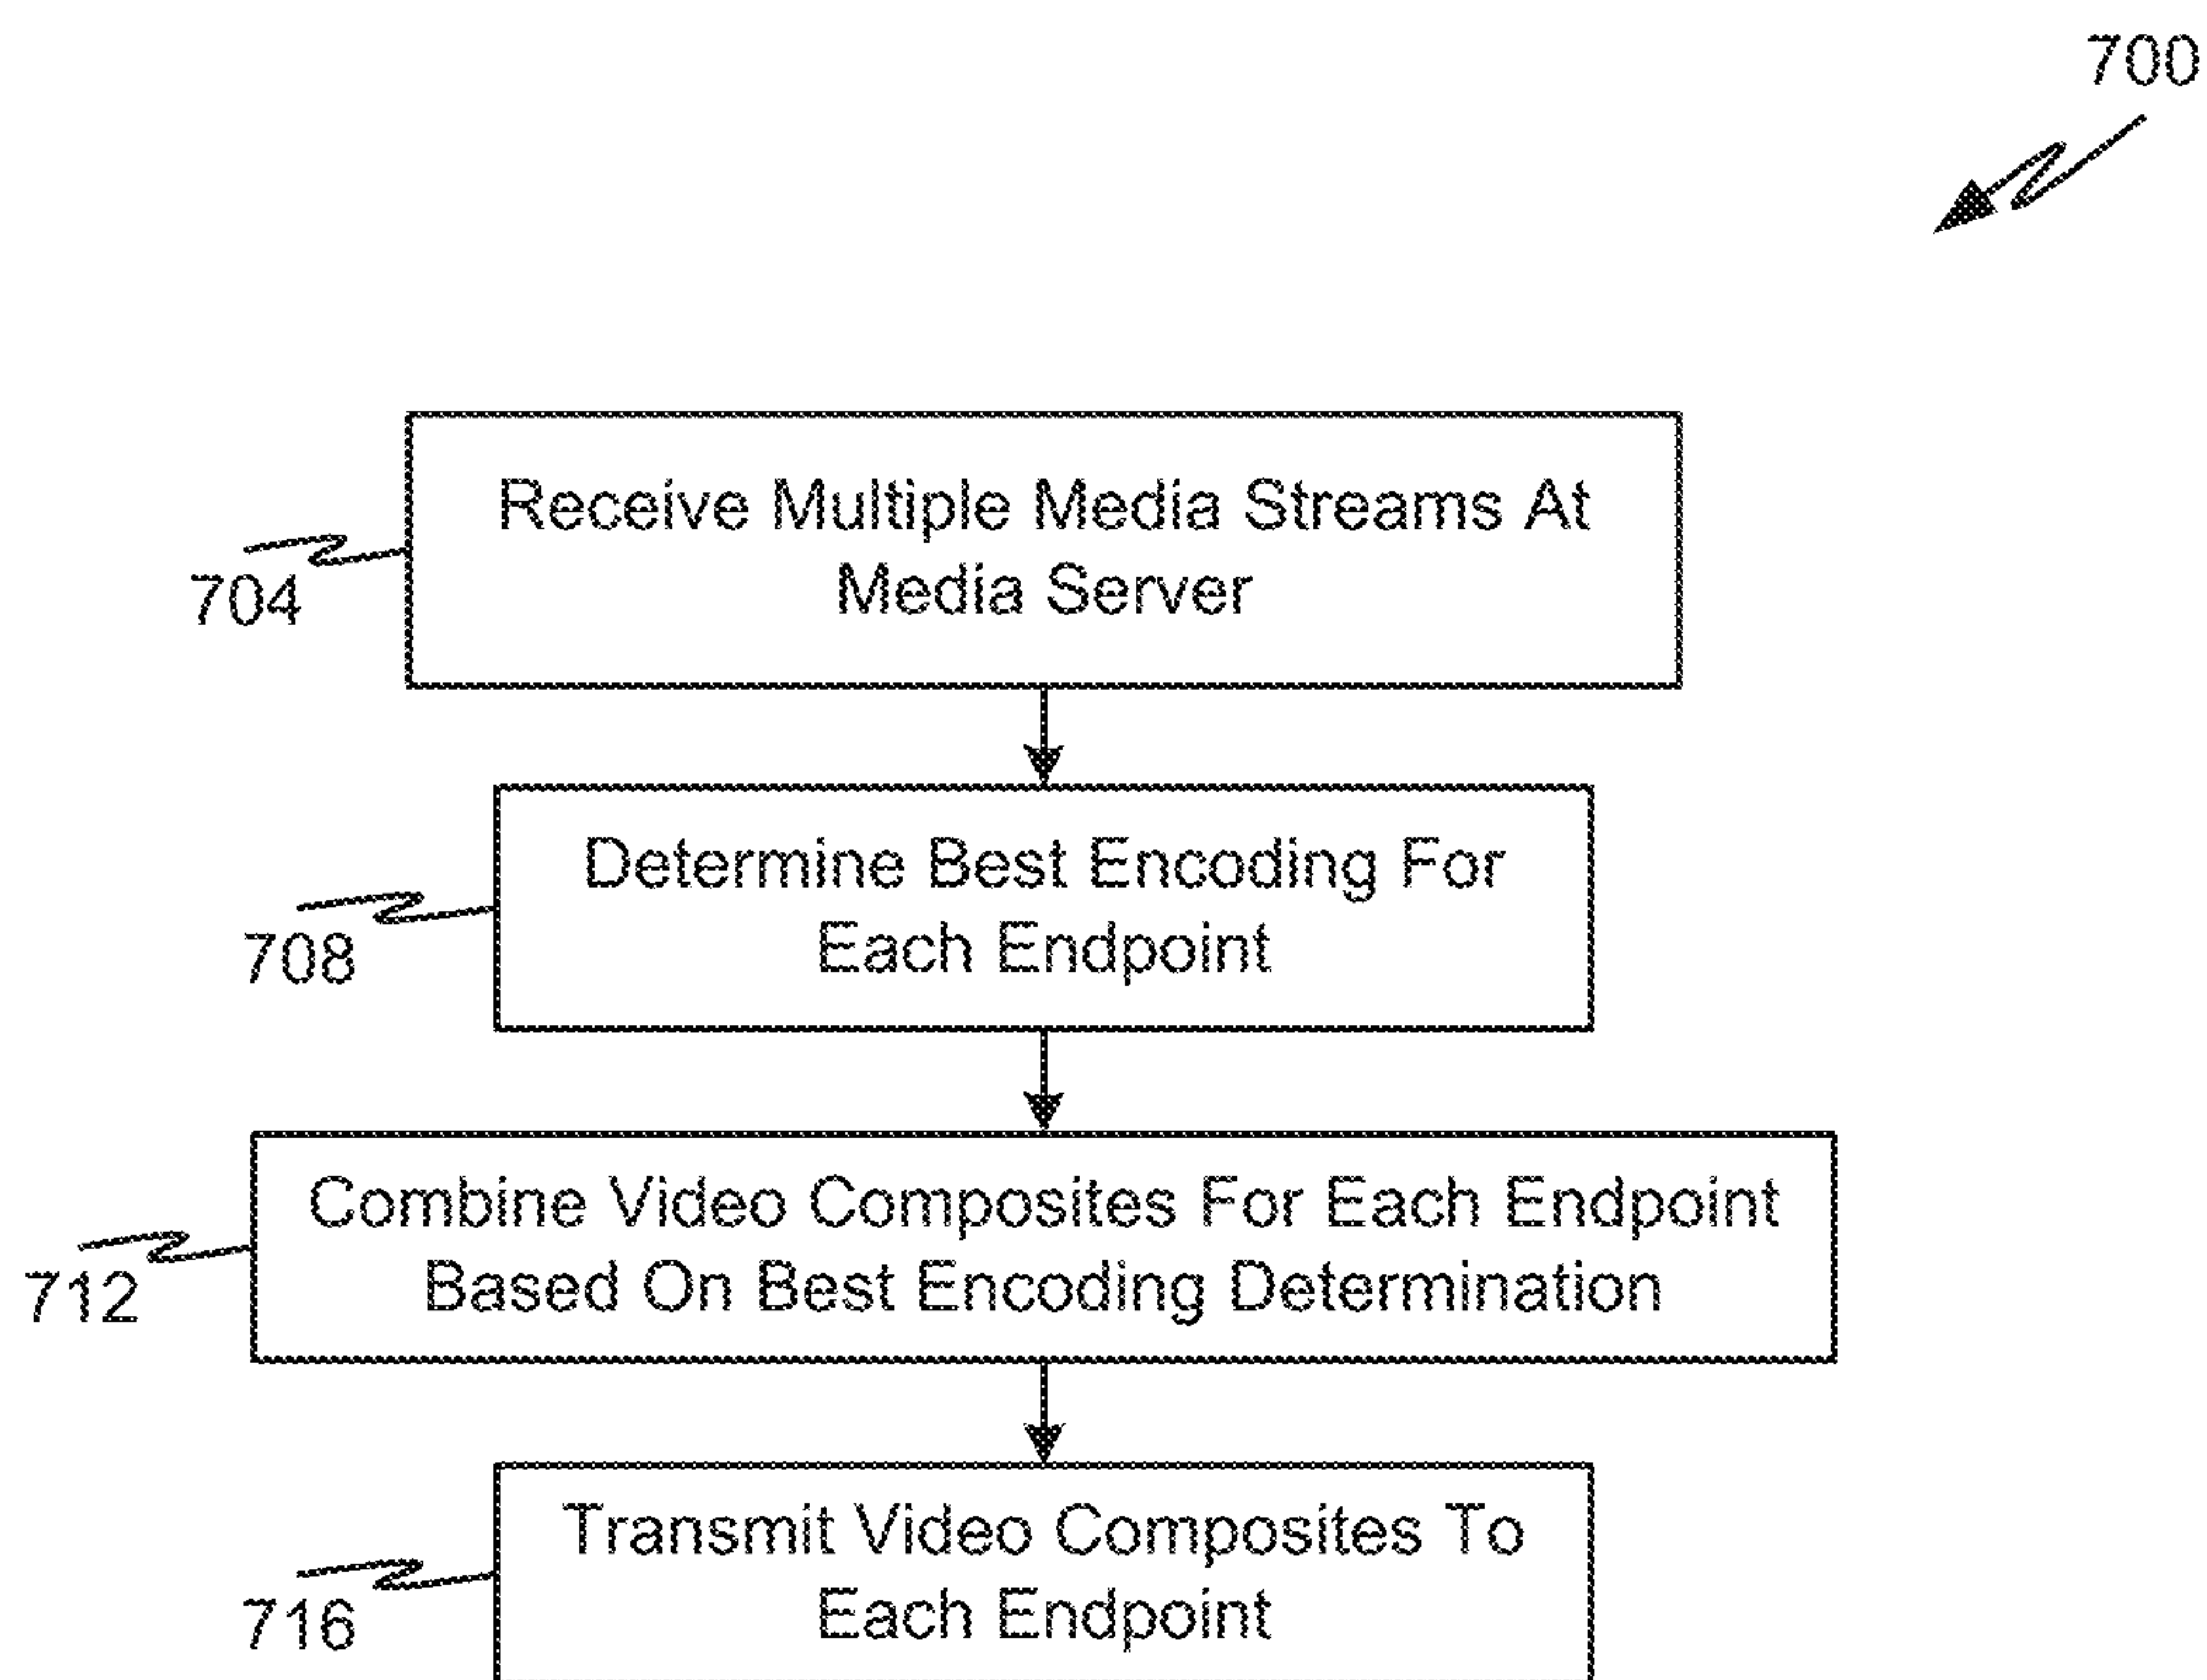 700
Receive Multiple Media Streams At
Media Server
704
Determine Best Encoding For
Each Endpoint
708
Combine Video Composites For Each Endpoint
Based On Best Encoding Determination
712
Transmit Video Composites To
Each Endpoint
716